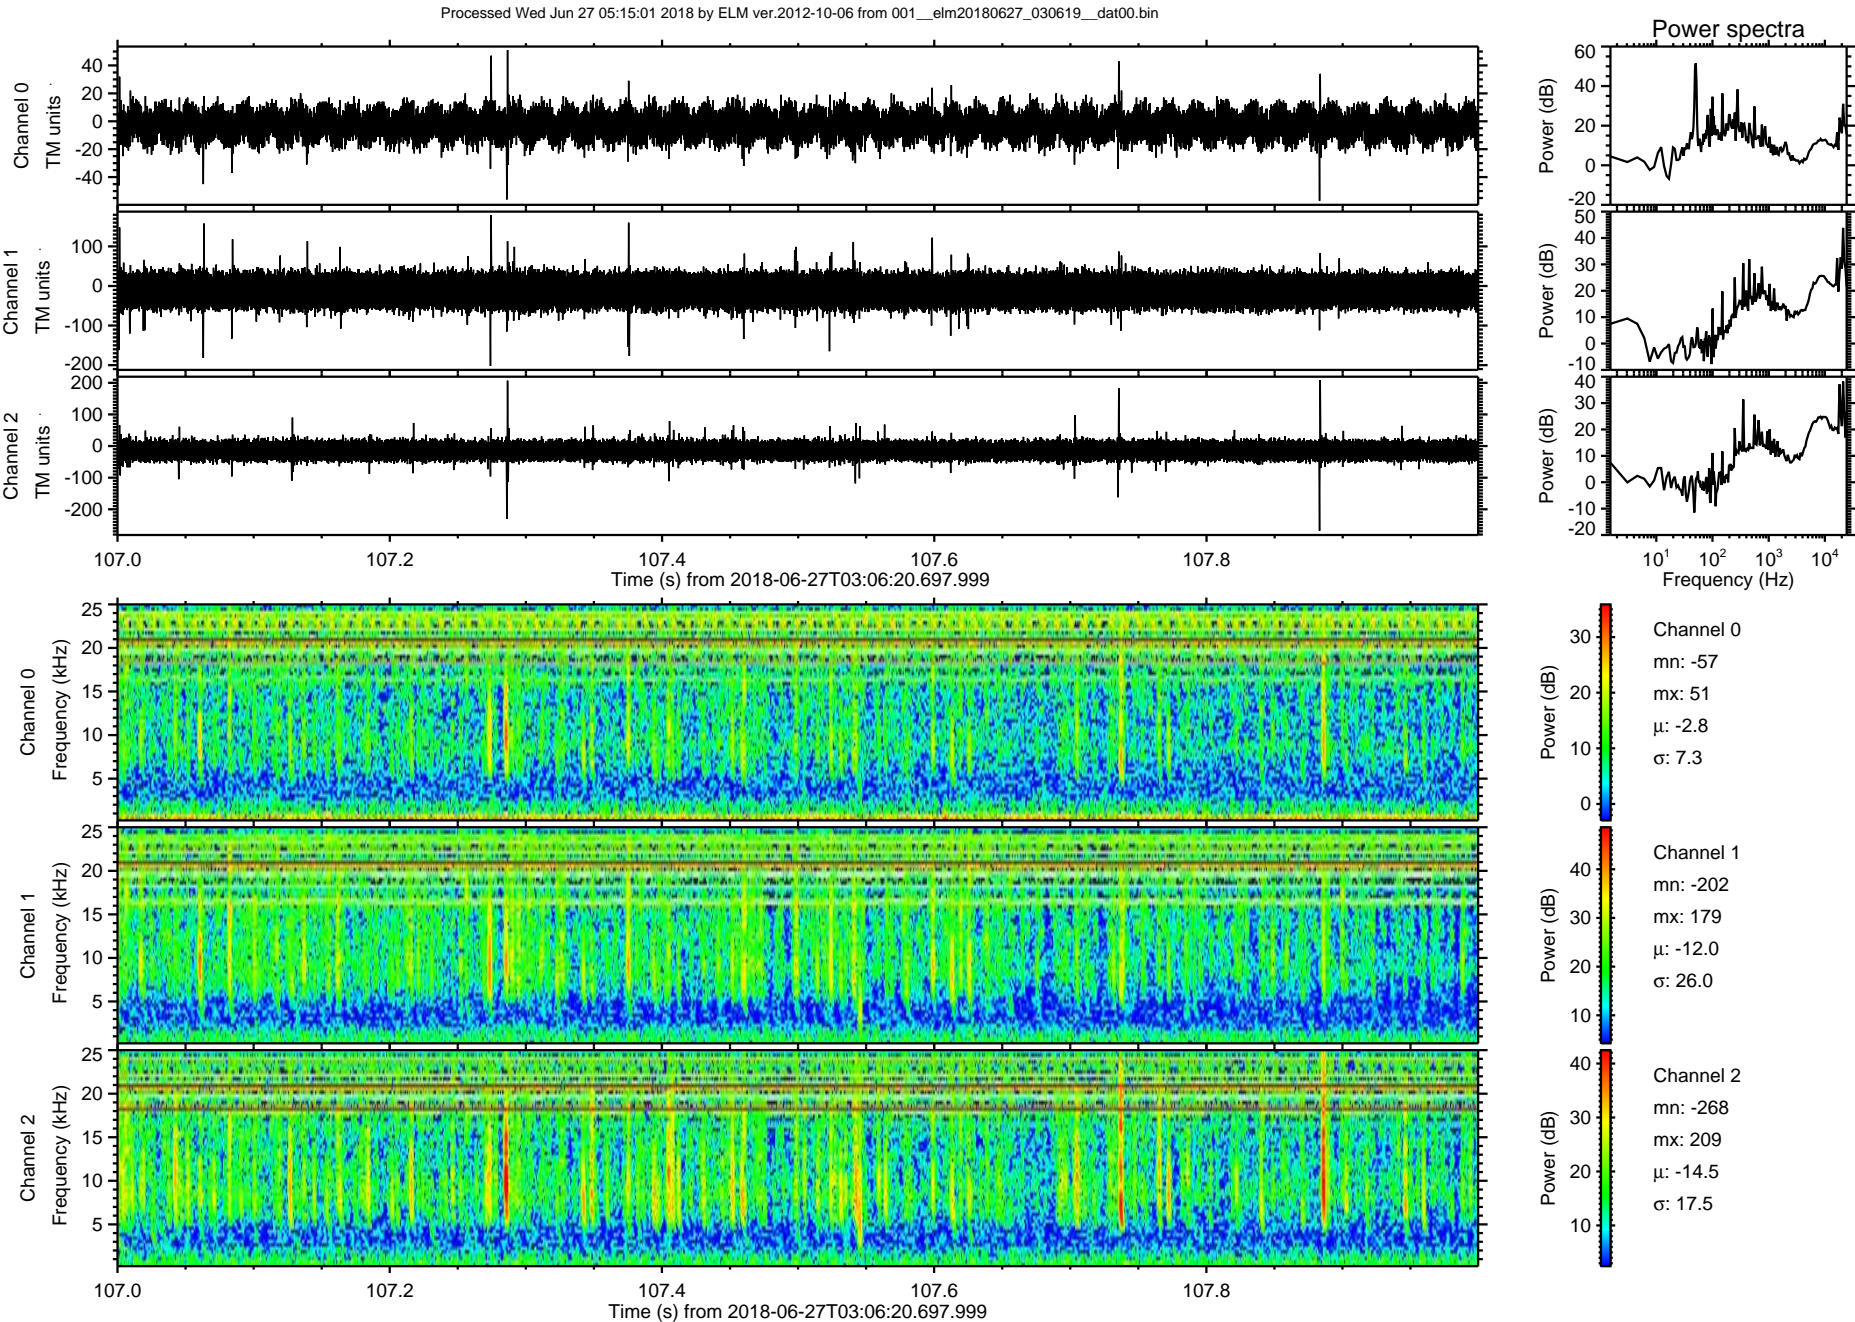 Processed Wed Jun 27 05:15:01 2018 by ELM ver.2012-10-06 from 001__elm20180627_030619__dat00.bin
Power spectra
Channel 0
TM units
40
20
0
-20
-40
Power (dB)
60
40
20
0
-20
Channel 1
TM units
100
0
-100
-200
Power (dB)
50
40
30
20
10
0
-10
Channel 2
TM units
200
100
0
-100
-200
Power (dB)
40
30
20
10
0
-10
-20
107.0 107.2 107.4 107.6 107.8
Time (s) from 2018-06-27T03:06:20.697.999
10^1 10^2 10^3 10^4
Frequency (Hz)
Channel 0
Frequency (kHz)
25
20
15
10
5
Power (dB)
30
20
10
0
Channel 0
mn: -57
mx: 51
μ: -2.8
σ: 7.3
Channel 1
Frequency (kHz)
25
20
15
10
5
Power (dB)
40
30
20
10
Channel 1
mn: -202
mx: 179
μ: -12.0
σ: 26.0
Channel 2
Frequency (kHz)
25
20
15
10
5
Power (dB)
40
30
20
10
Channel 2
mn: -268
mx: 209
μ: -14.5
σ: 17.5
107.0 107.2 107.4 107.6 107.8
Time (s) from 2018-06-27T03:06:20.697.999